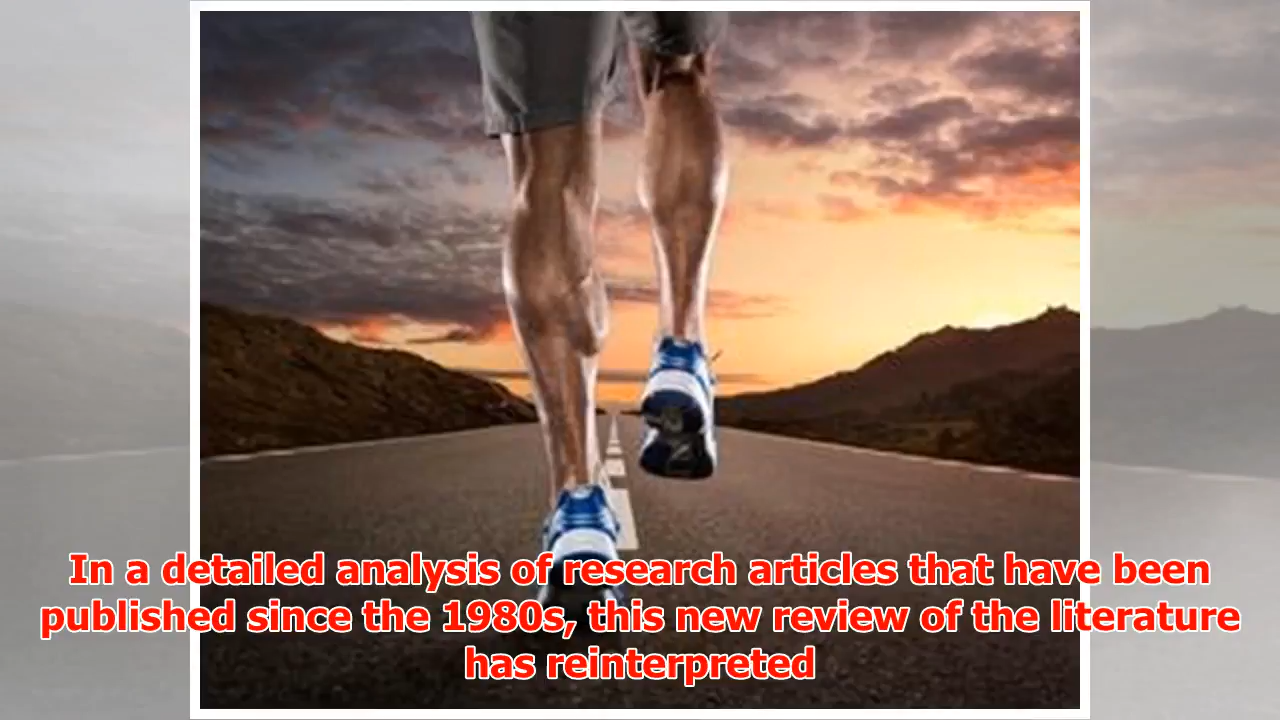 In a detailed analysis of research articles that have been
published since the 1980s, this new review of the literature
has reinterpreted